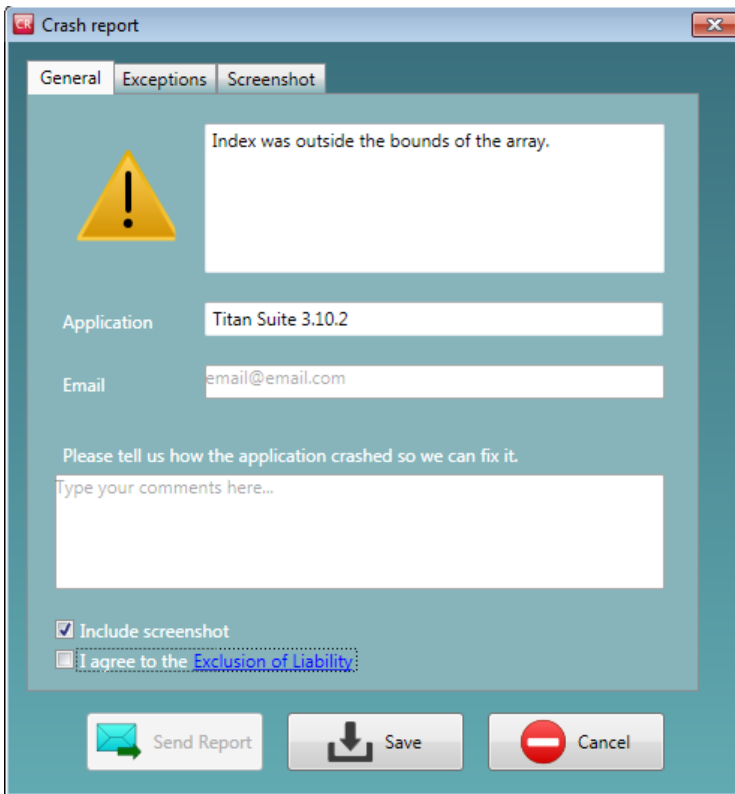 CR Crash report
General Exceptions Screenshot
Index was outside the bounds of the array.
Application Titan Suite 3.10.2
Email email@email.com
Please tell us how the application crashed so we can fix it.
Type your comments here...
Include screenshot
I agree to the Exclusion of Liability
Send Report Save Cancel